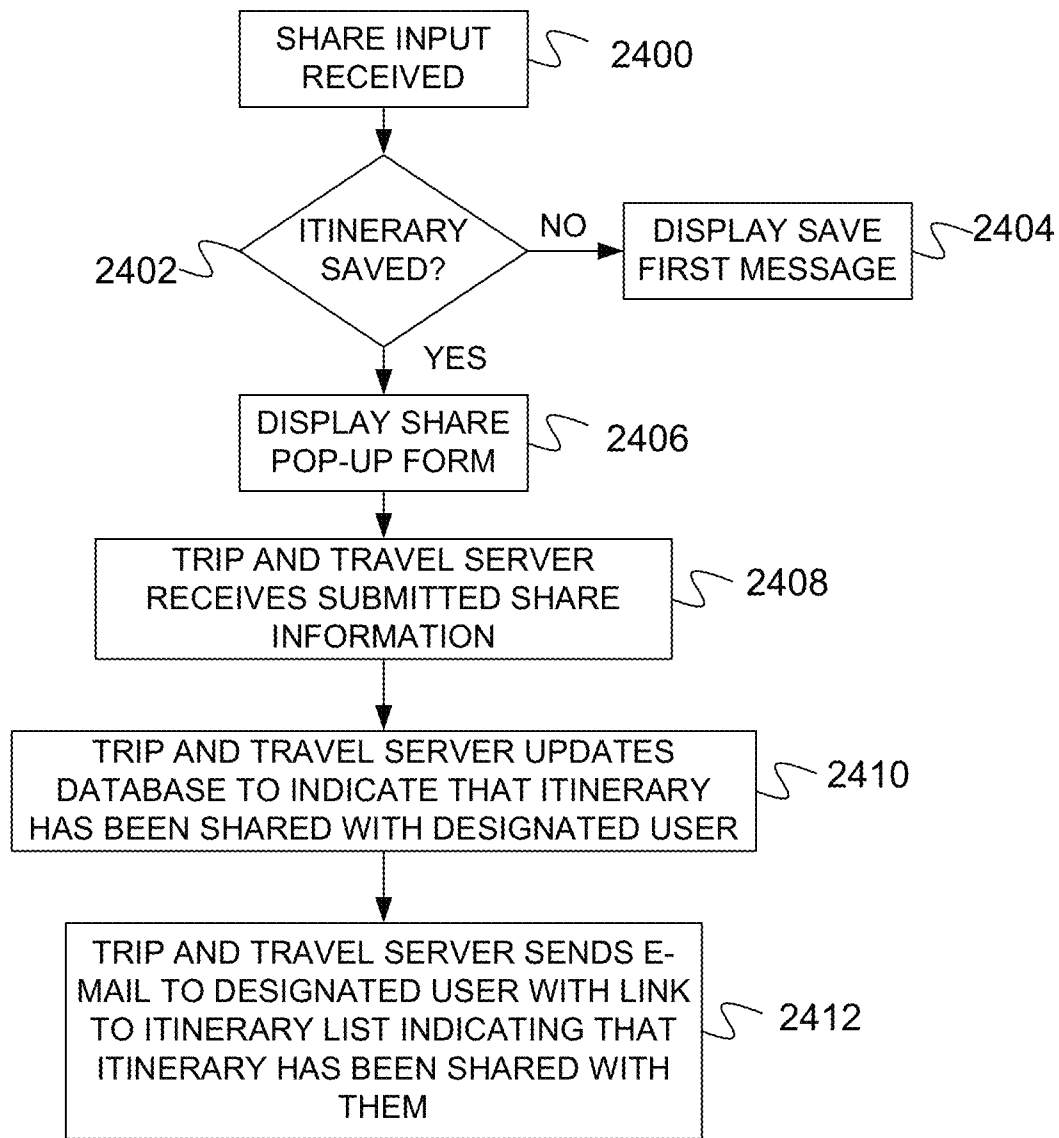 SHARE INPUT
RECEIVED
2400
ITINERARY
SAVED?
2402
NO
DISPLAY SAVE
FIRST MESSAGE
2404
YES
DISPLAY SHARE
POP-UP FORM
2406
TRIP AND TRAVEL SERVER
RECEIVES SUBMITTED SHARE
INFORMATION
2408
TRIP AND TRAVEL SERVER UPDATES
DATABASE TO INDICATE THAT ITINERARY
HAS BEEN SHARED WITH DESIGNATED USER
2410
TRIP AND TRAVEL SERVER SENDS E-
MAIL TO DESIGNATED USER WITH LINK
TO ITINERARY LIST INDICATING THAT
ITINERARY HAS BEEN SHARED WITH
THEM
2412